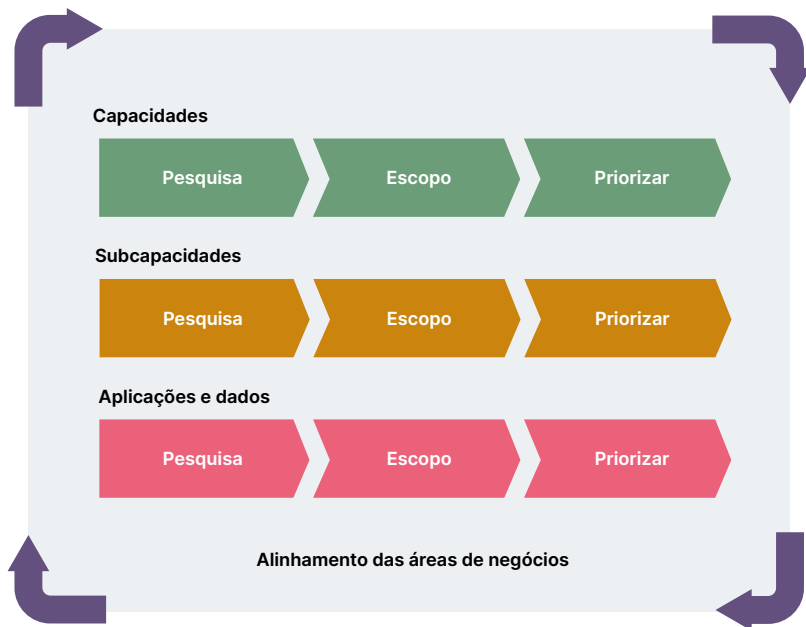 Capacidades
Pesquisa Escopo Priorizar
Subcapacidades
Pesquisa Escopo Priorizar
Aplicações e dados
Pesquisa Escopo Priorizar
Alinhamento das áreas de negócios